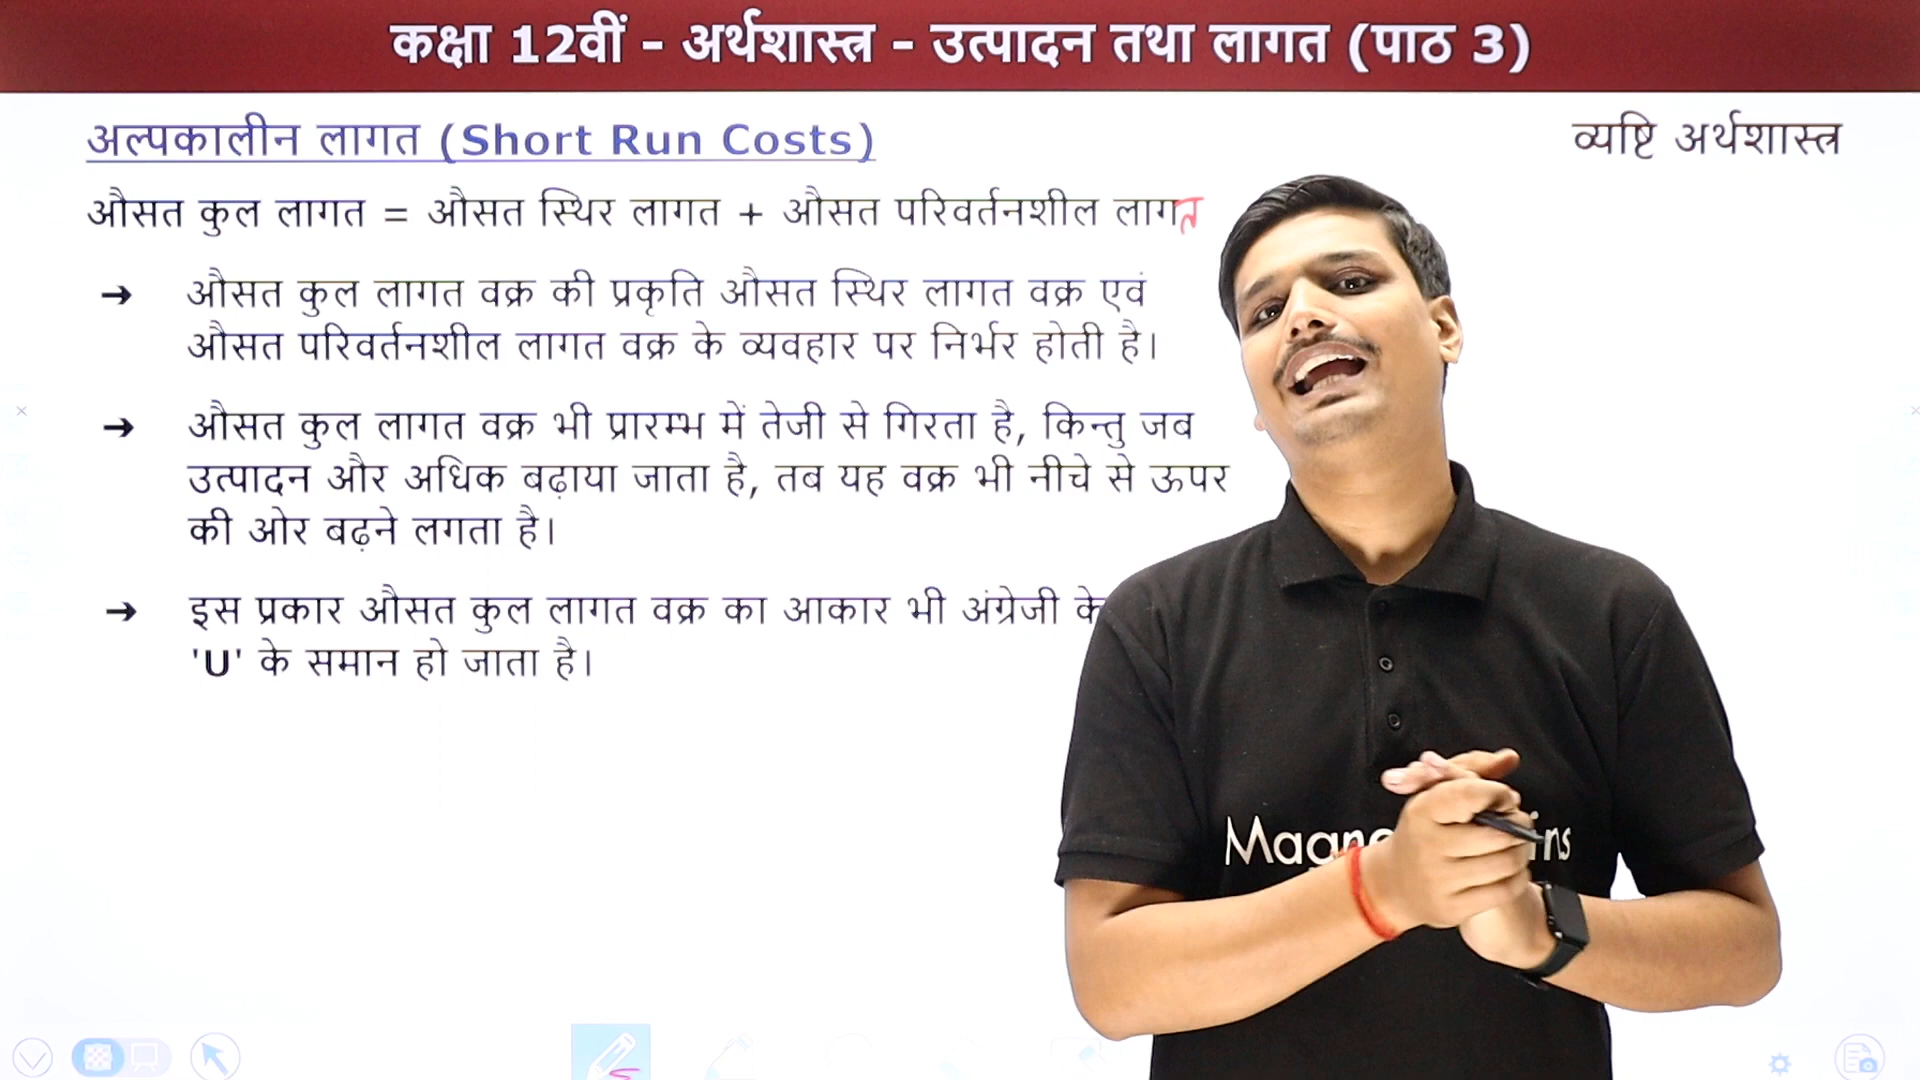 कक्षा 12वीं - अर्थशास्त्र - उत्पादन तथा लागत (पाठ 3)
अल्पकालीन लागत (Short Run Costs)
व्यष्टि अर्थशास्त्र
औसत कुल लागत = औसत स्थिर लागत + औसत परिवर्तनशील लागत
➔ औसत कुल लागत वक्र की प्रकृति औसत स्थिर लागत वक्र एवं
औसत परिवर्तनशील लागत वक्र के व्यवहार पर निर्भर होती है।
➔ औसत कुल लागत वक्र भी प्रारम्भ में तेजी से गिरता है, किन्तु जब
उत्पादन और अधिक बढ़ाया जाता है, तब यह वक्र भी नीचे से ऊपर
की ओर बढ़ने लगता है।
➔ इस प्रकार औसत कुल लागत वक्र का आकार भी अंग्रेजी के
'U' के समान हो जाता है।